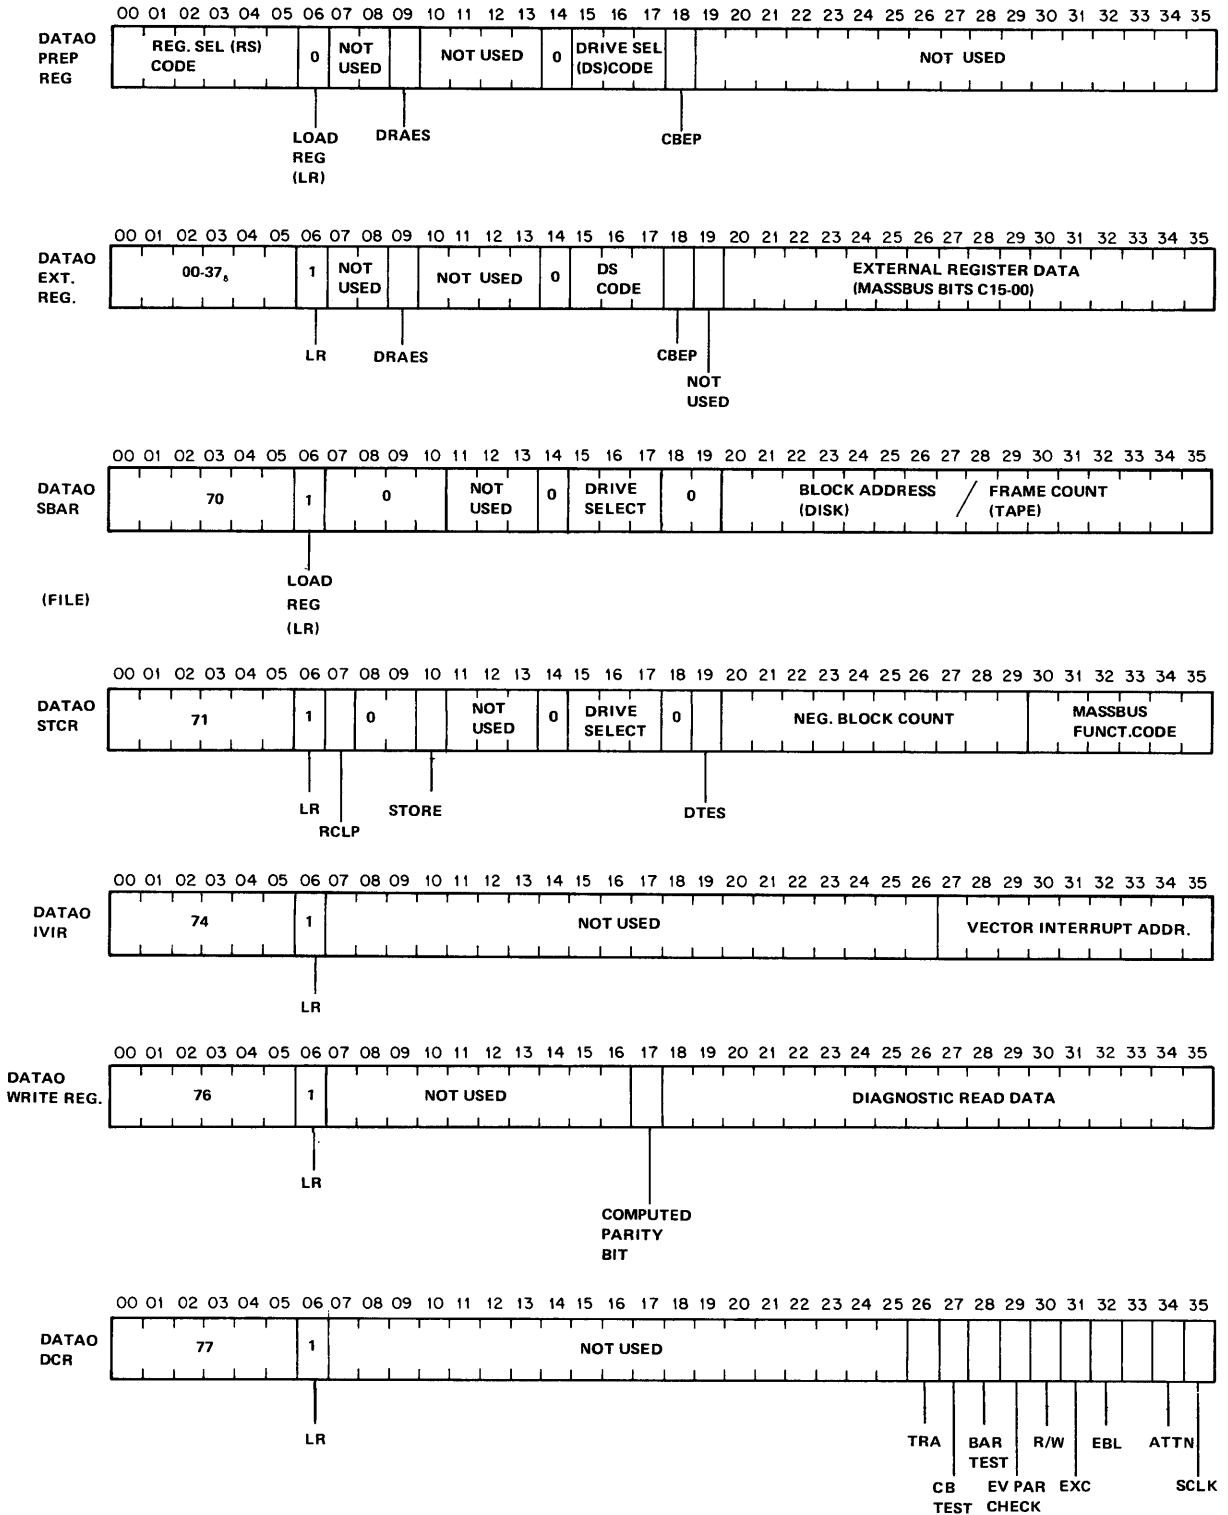 00 01 02 03 04 05 06 07 08 09 10 11 12 13 14 15 16 17 18 19 20 21 22 23 24 25 26 27 28 29 30 31 32 33 34 35
DATAO
PREP
REG
REG. SEL (RS)
CODE
0
NOT
USED
NOT USED
0
DRIVE SEL
(DS)CODE
NOT USED
LOAD
REG
(LR)
DRAES
CBEP
00 01 02 03 04 05 06 07 08 09 10 11 12 13 14 15 16 17 18 19 20 21 22 23 24 25 26 27 28 29 30 31 32 33 34 35
DATAO
EXT.
REG.
00-37₈
1
NOT
USED
NOT USED
0
DS
CODE
EXTERNAL REGISTER DATA
(MASSBUS BITS C15-00)
LR
DRAES
CBEP
NOT
USED
00 01 02 03 04 05 06 07 08 09 10 11 12 13 14 15 16 17 18 19 20 21 22 23 24 25 26 27 28 29 30 31 32 33 34 35
DATAO
SBAR
70
1
0
NOT
USED
0
DRIVE
SELECT
0
BLOCK ADDRESS
(DISK)
/
FRAME COUNT
(TAPE)
LOAD
REG
(LR)
(FILE)
00 01 02 03 04 05 06 07 08 09 10 11 12 13 14 15 16 17 18 19 20 21 22 23 24 25 26 27 28 29 30 31 32 33 34 35
DATAO
STCR
71
1
0
NOT
USED
0
DRIVE
SELECT
0
NEG. BLOCK COUNT
MASSBUS
FUNCT.CODE
LR
RCLP
STORE
DTES
00 01 02 03 04 05 06 07 08 09 10 11 12 13 14 15 16 17 18 19 20 21 22 23 24 25 26 27 28 29 30 31 32 33 34 35
DATAO
IVIR
74
1
NOT USED
VECTOR INTERRUPT ADDR.
LR
00 01 02 03 04 05 06 07 08 09 10 11 12 13 14 15 16 17 18 19 20 21 22 23 24 25 26 27 28 29 30 31 32 33 34 35
DATAO
WRITE REG.
76
1
NOT USED
DIAGNOSTIC READ DATA
LR
COMPUTED
PARITY
BIT
00 01 02 03 04 05 06 07 08 09 10 11 12 13 14 15 16 17 18 19 20 21 22 23 24 25 26 27 28 29 30 31 32 33 34 35
DATAO
DCR
77
1
NOT USED
LR
TRA
BAR
TEST
R/W
EBL
ATTN
CB
TEST
EV PAR
CHECK
EXC
SCLK